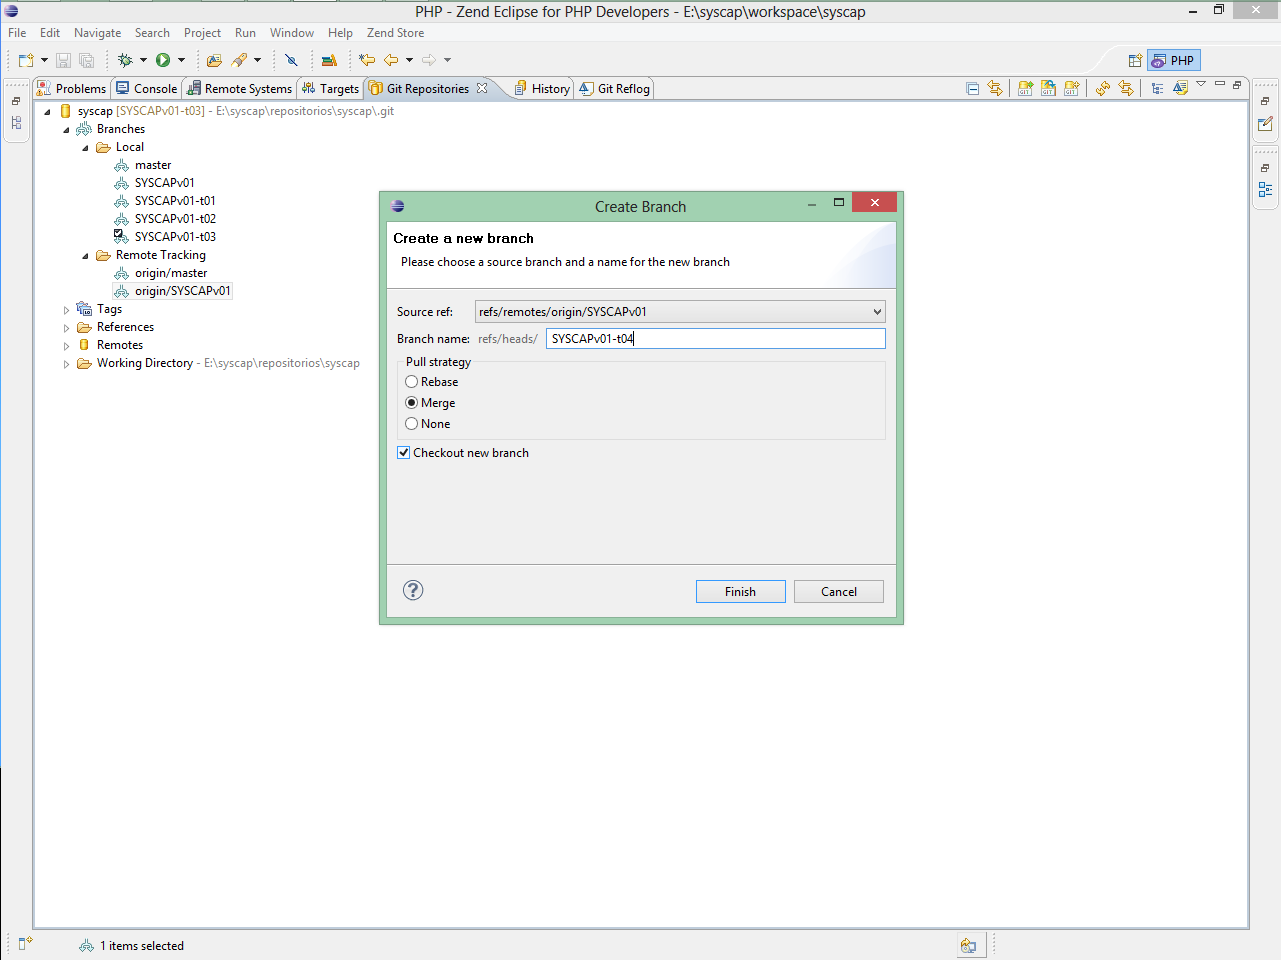 PHP - Zend Eclipse for PHP Developers - E:\syscap\workspace\syscap
File Edit Navigate Search Project Run Window Help Zend Store
PHP
Problems Console Remote Systems Targets Git Repositories History Git Reflog
syscap [SYSCAPv01-t03] - E:\syscap\repositorios\syscap\.git
Branches
Local
master
SYSCAPv01
SYSCAPv01-t01
SYSCAPv01-t02
SYSCAPv01-t03
Remote Tracking
origin/master
origin/SYSCAPv01
Tags
References
Remotes
Working Directory - E:\syscap\repositorios\syscap
Create Branch
Create a new branch
Please choose a source branch and a name for the new branch
Source ref: refs/remotes/origin/SYSCAPv01
Branch name: refs/heads/ SYSCAPv01-t04
Pull strategy
Rebase
Merge
None
Checkout new branch
? Finish Cancel
1 items selected